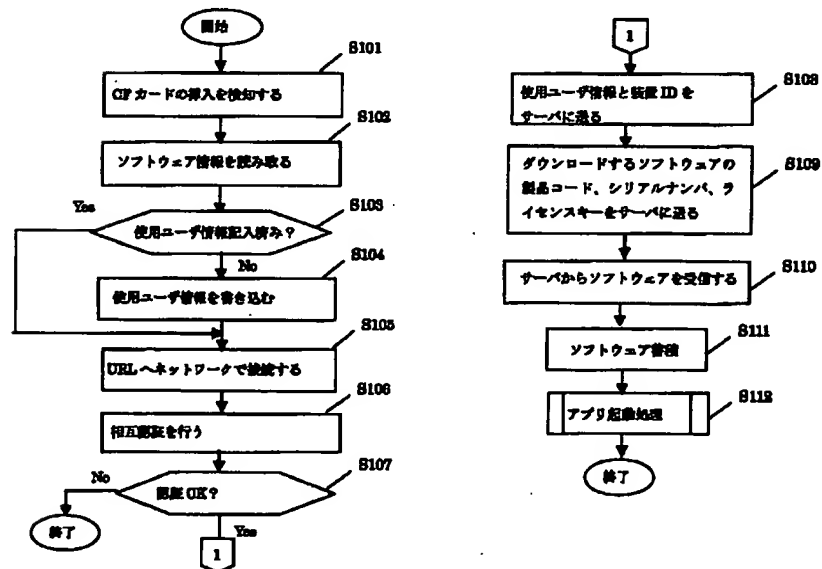 開始
S101
CFカードの挿入を検知する
S102
ソフトウェア情報を読み取る
S103
Yes
使用ユーザ情報記入済み？
No
S104
使用ユーザ情報を書き込む
S105
URLへネットワークで接続する
S106
相互認証を行う
S107
No
認証OK？
終了
Yes
1
1
S108
使用ユーザ情報と装置IDを
サーバに送る
S109
ダウンロードするソフトウェアの
製品コード、シリアルナンバ、ラ
イセンスキーをサーバに送る
S110
サーバからソフトウェアを受信する
S111
ソフトウェア蓄積
S112
アプリ起動処理
終了